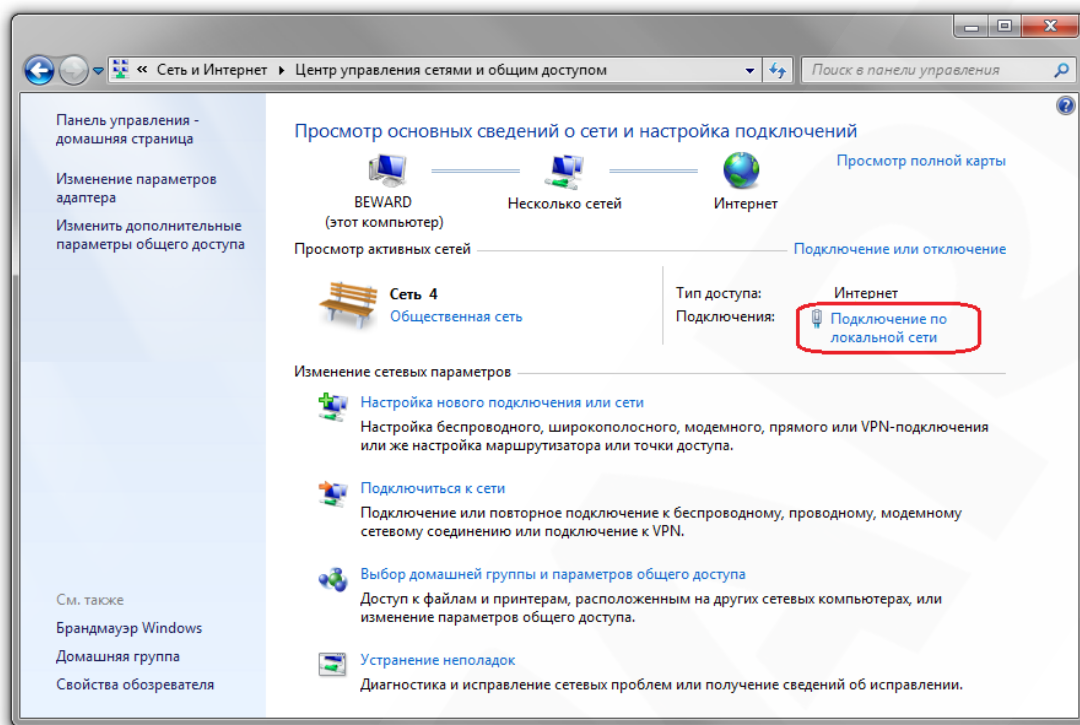 « Сеть и Интернет ▸ Центр управления сетями и общим доступом
Поиск в панели управления
Панель управления -
домашняя страница
Изменение параметров
адаптера
Изменить дополнительные
параметры общего доступа
См. также
Брандмауэр Windows
Домашняя группа
Свойства обозревателя
Просмотр основных сведений о сети и настройка подключений
Просмотр полной карты
BEWARD
(этот компьютер)
Несколько сетей
Интернет
Просмотр активных сетей
Подключение или отключение
Сеть 4
Общественная сеть
Тип доступа: Интернет
Подключения: Подключение по
локальной сети
Изменение сетевых параметров
Настройка нового подключения или сети
Настройка беспроводного, широкополосного, модемного, прямого или VPN-подключения
или же настройка маршрутизатора или точки доступа.
Подключиться к сети
Подключение или повторное подключение к беспроводному, проводному, модемному
сетевому соединению или подключение к VPN.
Выбор домашней группы и параметров общего доступа
Доступ к файлам и принтерам, расположенным на других сетевых компьютерах, или
изменение параметров общего доступа.
Устранение неполадок
Диагностика и исправление сетевых проблем или получение сведений об исправлении.